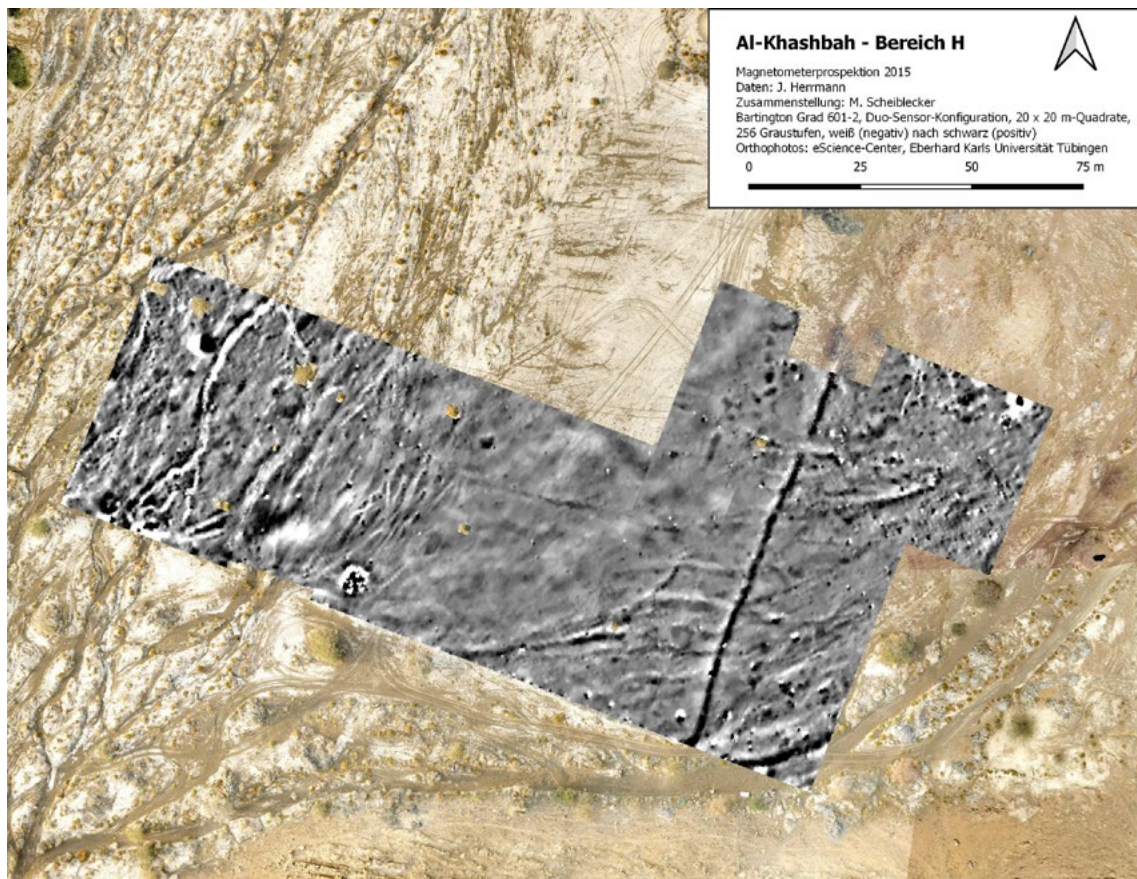 Al-Khashbah - Bereich H
Magnetometerprospektion 2015
Daten: J. Herrmann
Zusammenstellung: M. Scheiblecker
Bartington Grad 601-2, Duo-Sensor-Konfiguration, 20 x 20 m-Quadrate,
256 Graustufen, weiß (negativ) nach schwarz (positiv)
Orthophotos: eScience-Center, Eberhard Karls Universität Tübingen
0 25 50 75 m